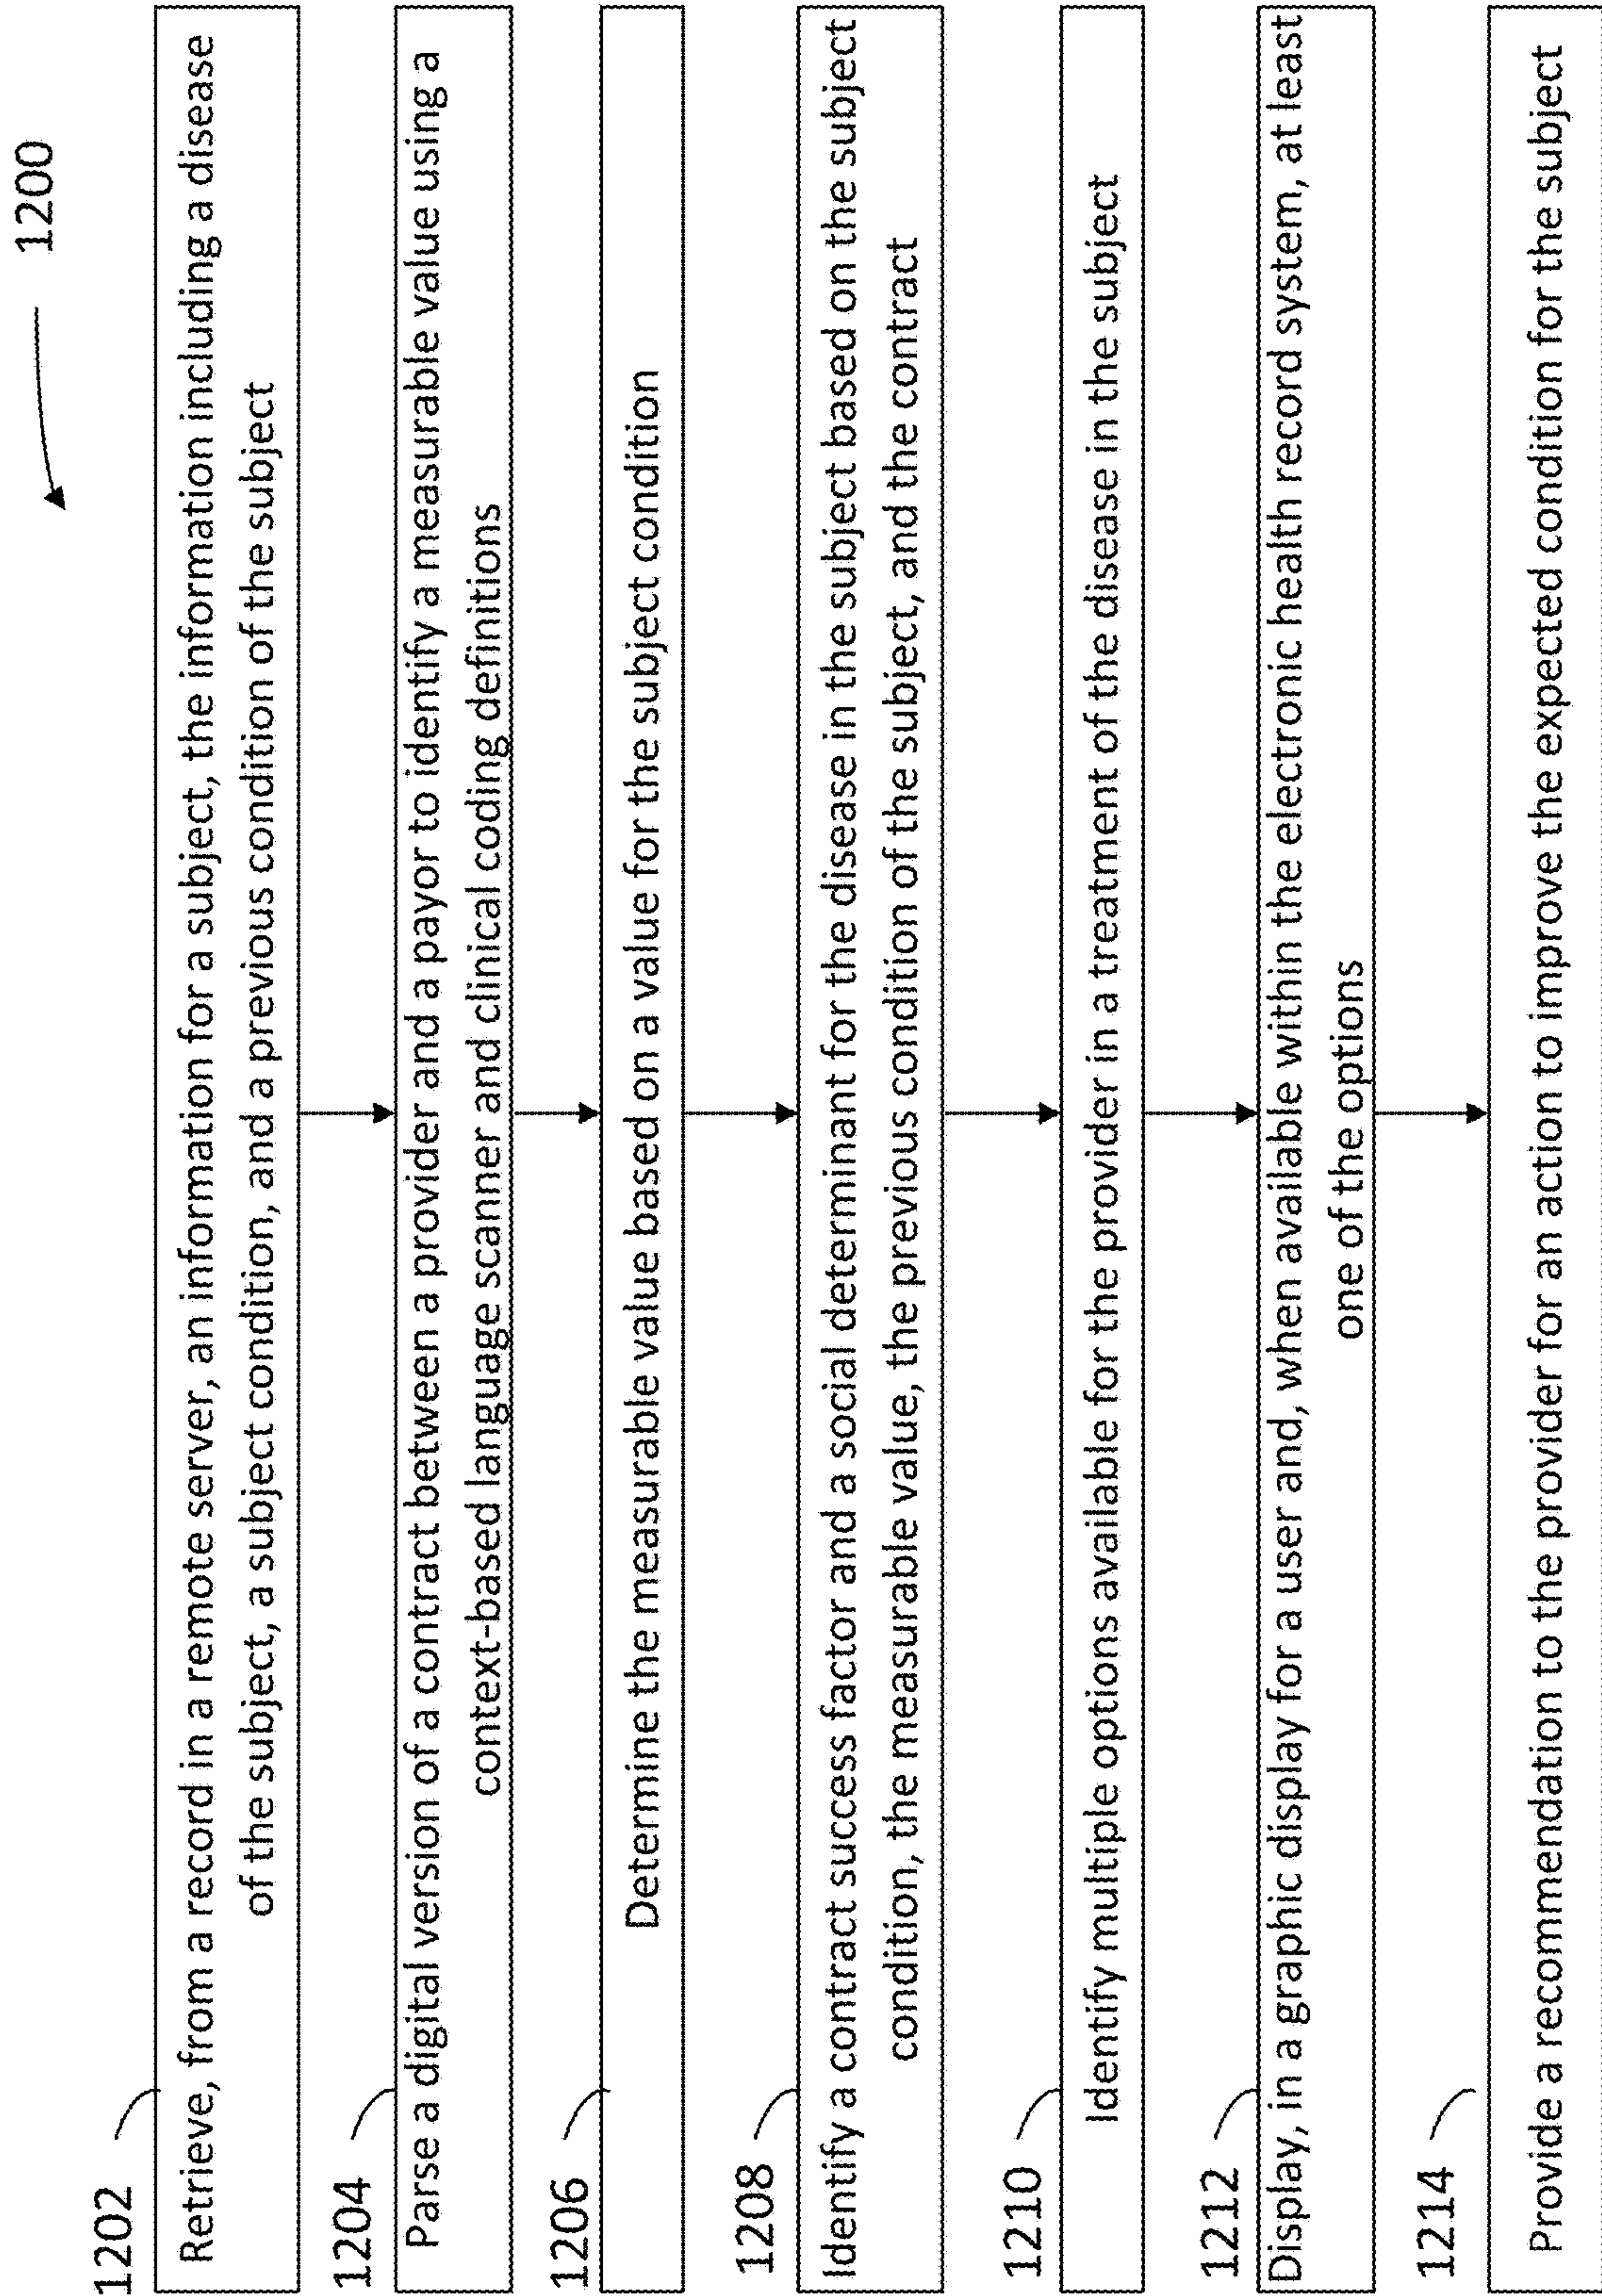 1200
1202
Retrieve, from a record in a remote server, an information for a subject, the information including a disease
of the subject, a subject condition, and a previous condition of the subject
1204
Parse a digital version of a contract between a provider and a payor to identify a measurable value using a
context-based language scanner and clinical coding definitions
1206
Determine the measurable value based on a value for the subject condition
1208
Identify a contract success factor and a social determinant for the disease in the subject based on the subject
condition, the measurable value, the previous condition of the subject, and the contract
1210
Identify multiple options available for the provider in a treatment of the disease in the subject
1212
Display, in a graphic display for a user and, when available within the electronic health record system, at least
one of the options
1214
Provide a recommendation to the provider for an action to improve the expected condition for the subject